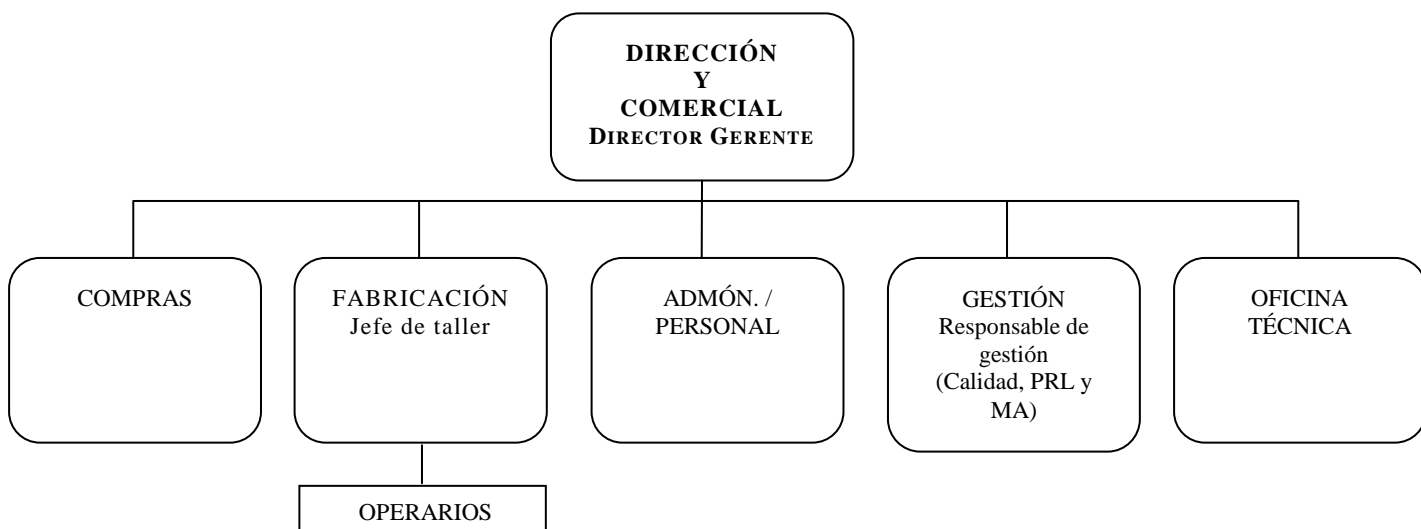 DIRECCIÓN
Y
COMERCIAL
DIRECTOR GERENTE
COMPRAS
FABRICACIÓN
Jefe de taller
ADMÓN. /
PERSONAL
GESTIÓN
Responsable de
gestión
(Calidad, PRL y
MA)
OFICINA
TÉCNICA
OPERARIOS